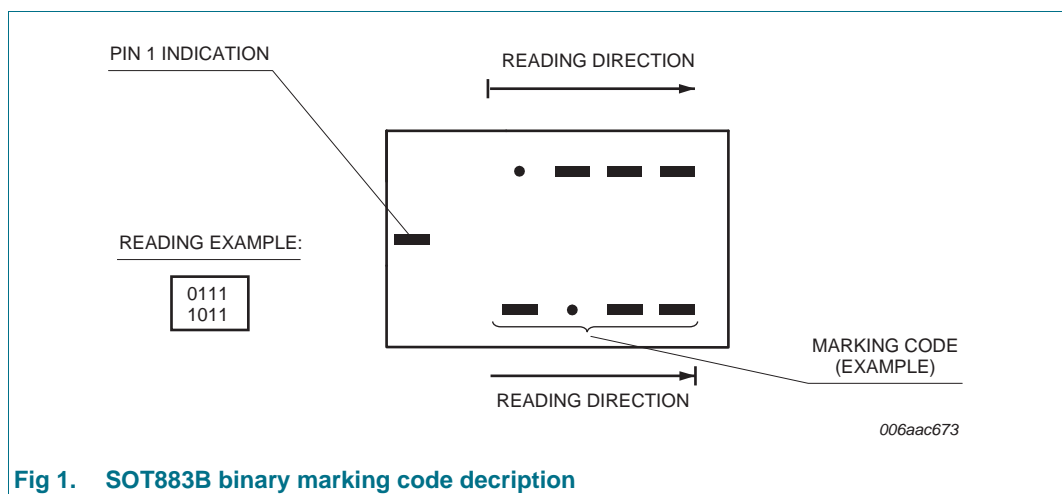 PIN 1 INDICATION
READING DIRECTION
READING EXAMPLE:
0111
1011
MARKING CODE
(EXAMPLE)
READING DIRECTION
006aac673
Fig 1. SOT883B binary marking code decription